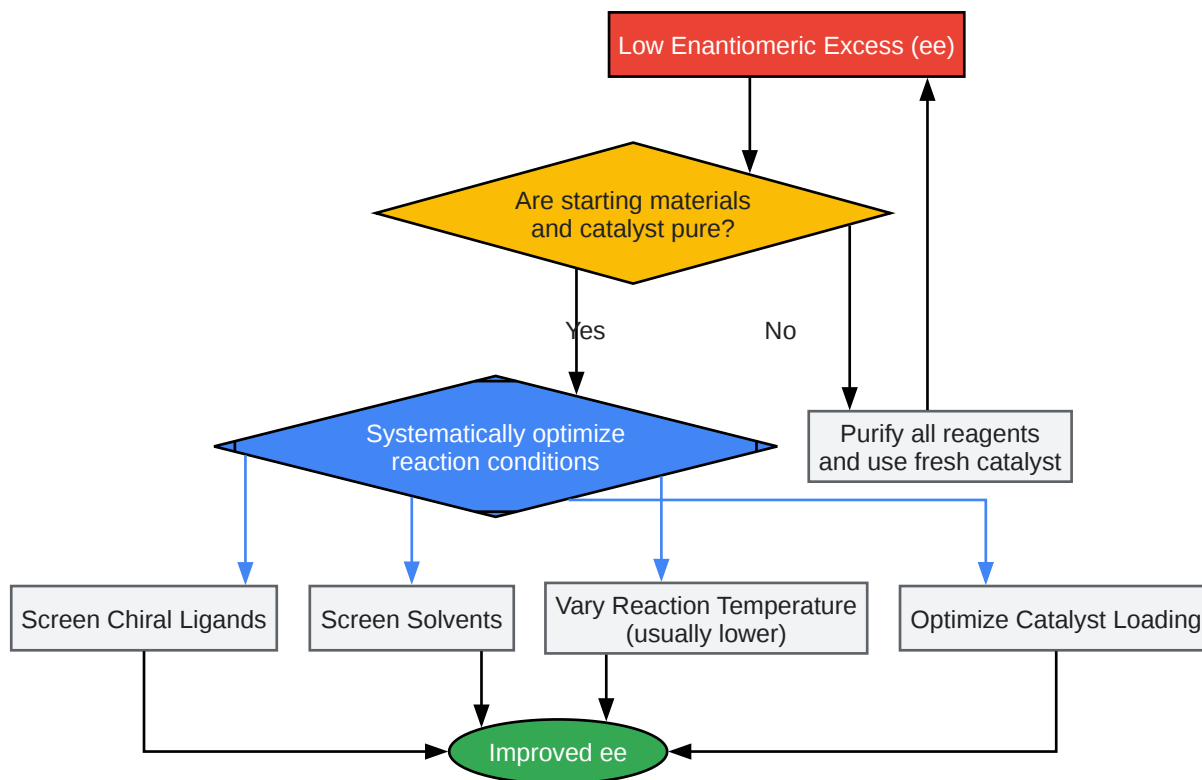 Low Enantiomeric Excess (ee)
Are starting materials
and catalyst pure?
Yes
No
Systematically optimize
reaction conditions
Purify all reagents
and use fresh catalyst
Screen Chiral Ligands
Screen Solvents
Vary Reaction Temperature
(usually lower)
Optimize Catalyst Loading
Improved ee